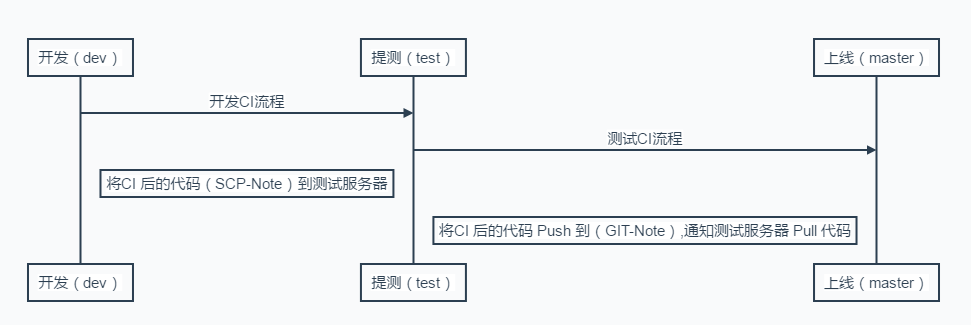 开发（dev）
提测（test）
上线（master）
开发CI流程
测试CI流程
将CI 后的代码（SCP-Note）到测试服务器
将CI 后的代码 Push 到（GIT-Note）,通知测试服务器 Pull 代码
开发（dev）
提测（test）
上线（master）